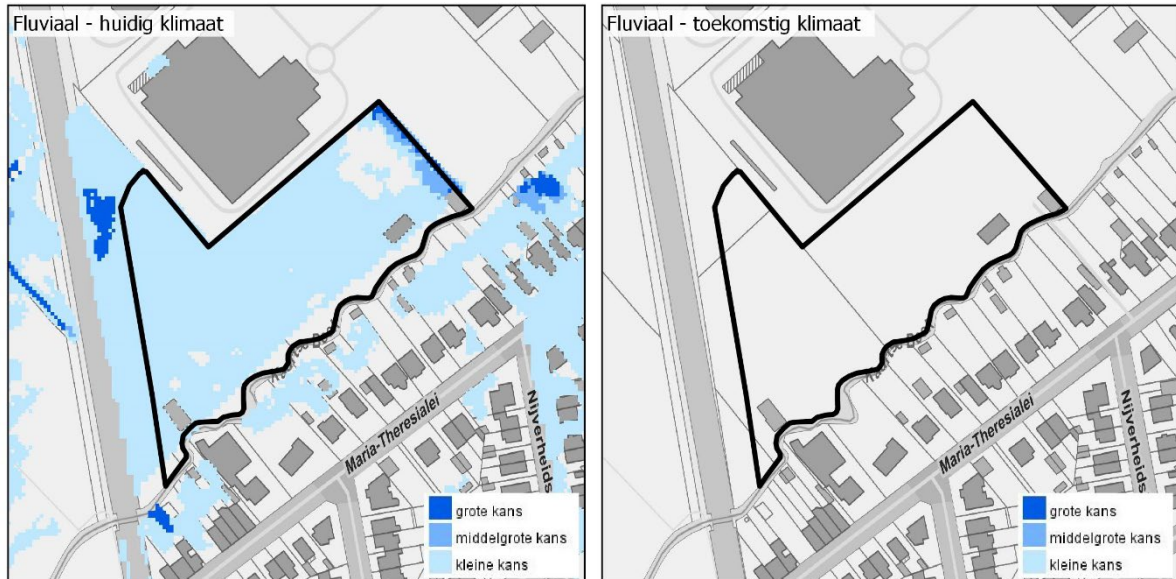 Fluviaal - huidig klimaat
Maria-Theresialei
Nijverheids
grote kans
middelgrote kans
kleine kans
Fluviaal - toekomstig klimaat
Maria-Theresialei
Nijverheids
grote kans
middelgrote kans
kleine kans